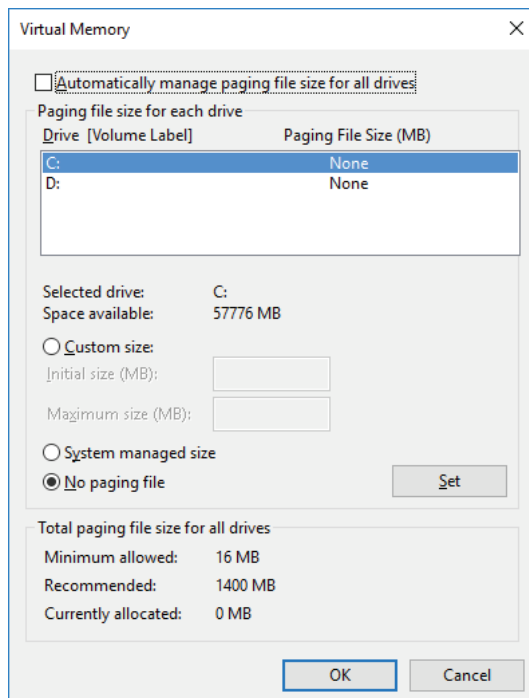 Virtual Memory
Automatically manage paging file size for all drives
Paging file size for each drive
Drive [Volume Label] Paging File Size (MB)
C: None
D: None
Selected drive: C:
Space available: 57776 MB
Custom size:
Initial size (MB):
Maximum size (MB):
System managed size
No paging file
Set
Total paging file size for all drives
Minimum allowed: 16 MB
Recommended: 1400 MB
Currently allocated: 0 MB
OK Cancel